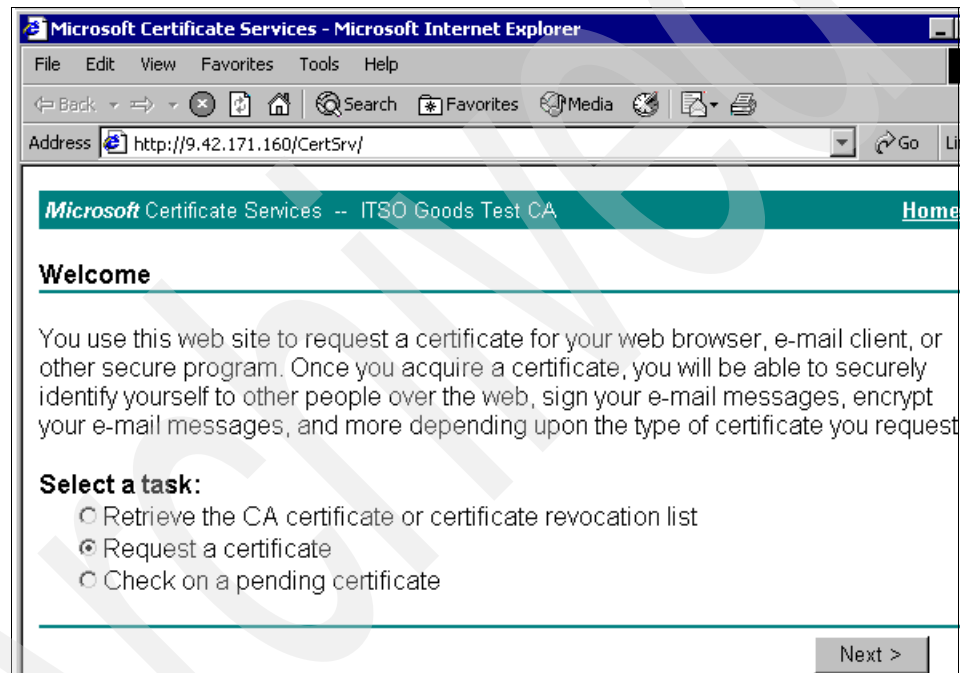 Microsoft Certificate Services - Microsoft Internet Explorer
File Edit View Favorites Tools Help
Back Search Favorites Media
Address http://9.42.171.160/CertSrv/ Go Li
Microsoft Certificate Services -- ITSO Goods Test CA Home
Welcome
You use this web site to request a certificate for your web browser, e-mail client, or
other secure program. Once you acquire a certificate, you will be able to securely
identify yourself to other people over the web, sign your e-mail messages, encrypt
your e-mail messages, and more depending upon the type of certificate you request
Select a task:
Retrieve the CA certificate or certificate revocation list
Request a certificate
Check on a pending certificate
Next >